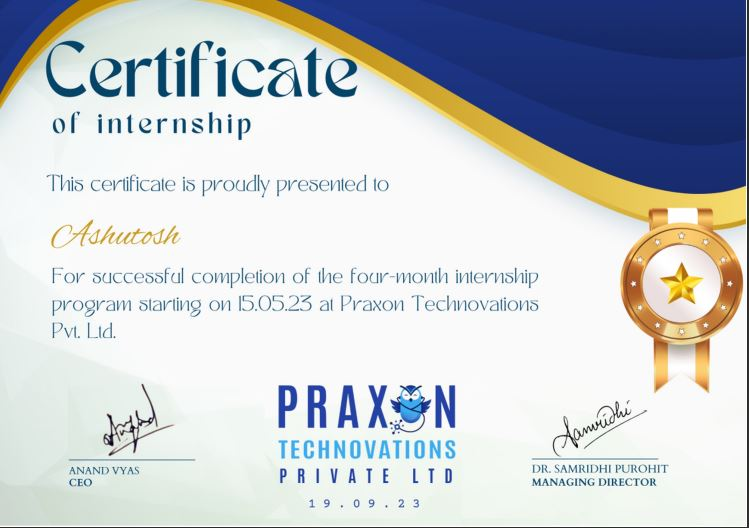 Certificate
of internship
This certificate is proudly presented to
Ashutosh
For successful completion of the four-month internship
program starting on 15.05.23 at Praxon Technovations
Pvt. Ltd.
Anand
ANAND VYAS
CEO
PRAXON
TECHNOVATIONS
PRIVATE LTD
19.09.23
Samridhi
DR. SAMRIDHI PUROHIT
MANAGING DIRECTOR